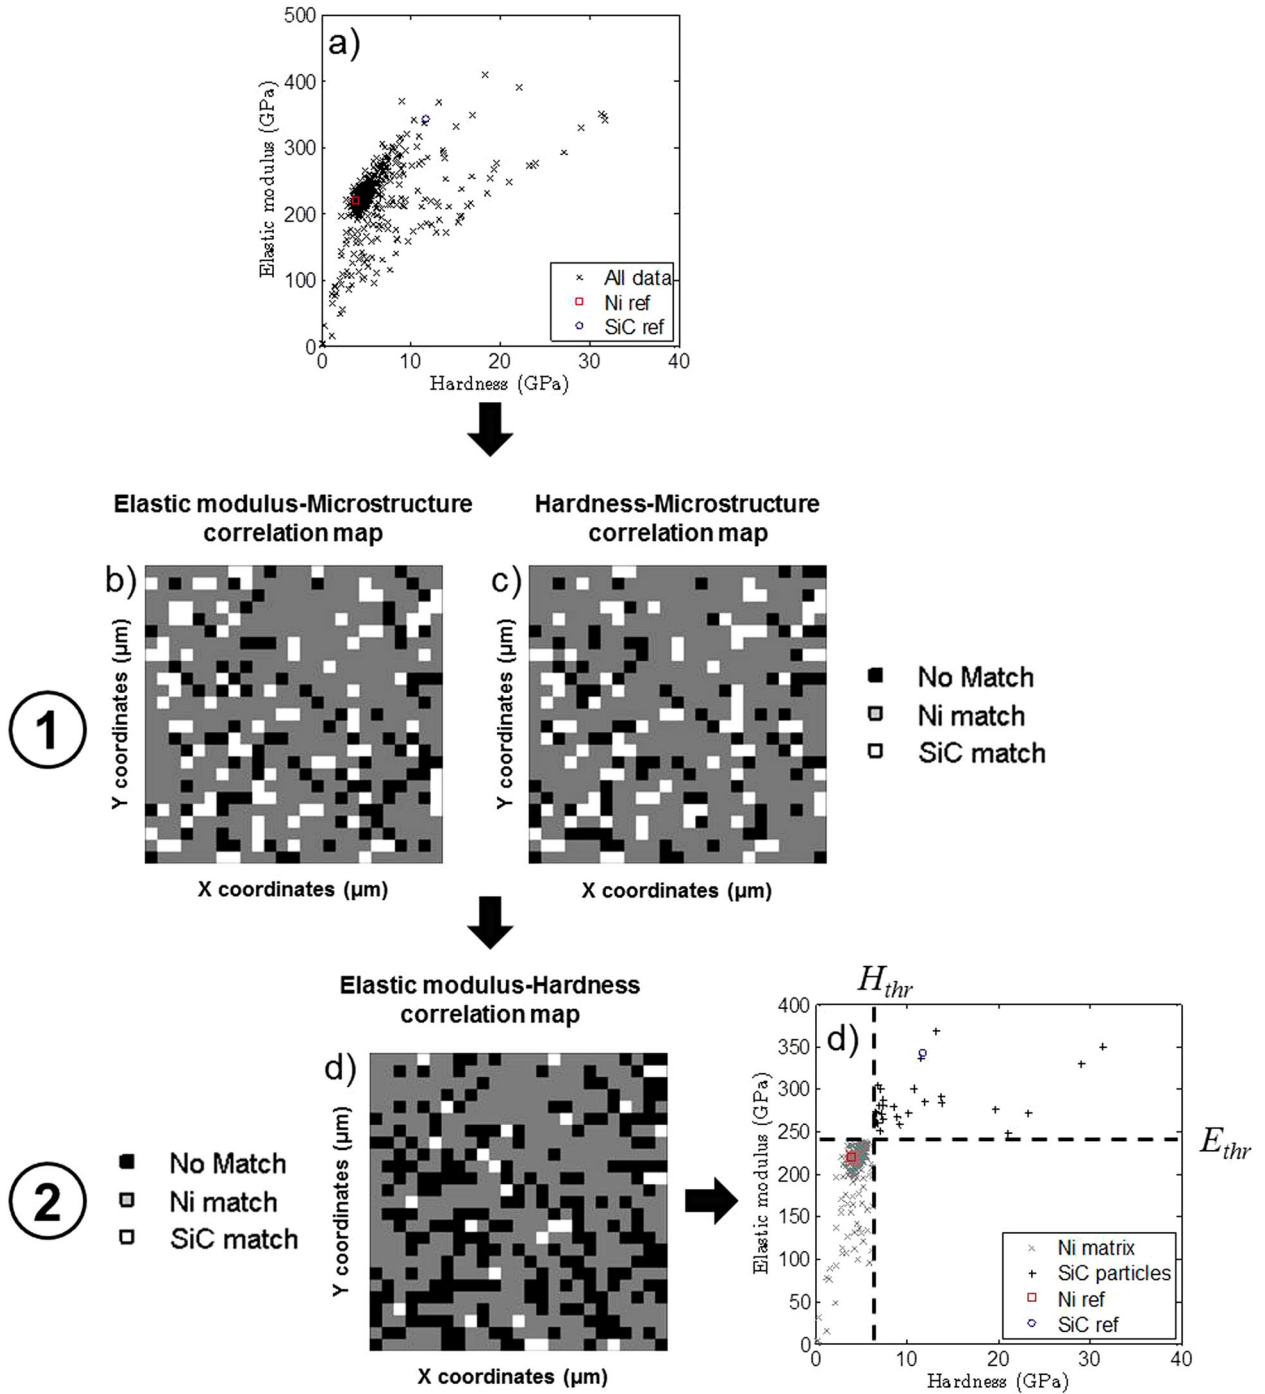 a)
500
400
300
200
100
0
Elastic modulus (GPa)
0 10 20 30 40
Hardness (GPa)
All data
Ni ref
SiC ref
Elastic modulus-Microstructure
correlation map
Hardness-Microstructure
correlation map
b)
c)
Y coordinates (µm)
Y coordinates (µm)
1
No Match
Ni match
SiC match
X coordinates (µm)
X coordinates (µm)
Elastic modulus-Hardness
correlation map
d)
Y coordinates (µm)
2
No Match
Ni match
SiC match
X coordinates (µm)
Hthr
d)
400
350
300
250
200
150
100
50
0
Elastic modulus (GPa)
Ethr
Ni matrix
SiC particles
Ni ref
SiC ref
0 10 20 30 40
Hardness (GPa)